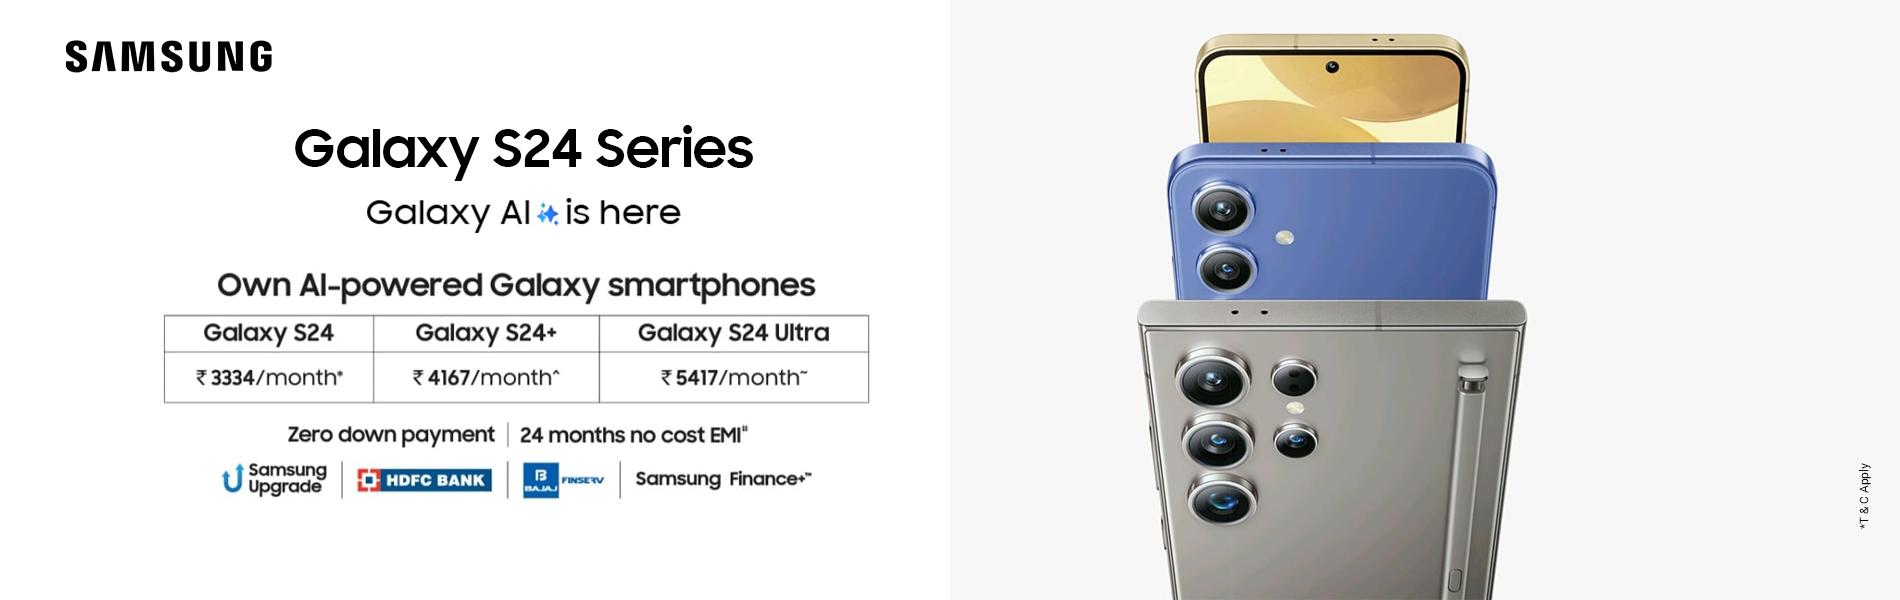 SAMSUNG
Galaxy S24 Series
Galaxy AI is here
Own AI-powered Galaxy smartphones
Galaxy S24 Galaxy S24+ Galaxy S24 Ultra
₹ 3334/month* ₹ 4167/month^ ₹ 5417/month~
Zero down payment | 24 months no cost EMI#
Samsung Upgrade | HDFC BANK | B BAJAJ FINSERV | Samsung Finance+™
*T & C Apply